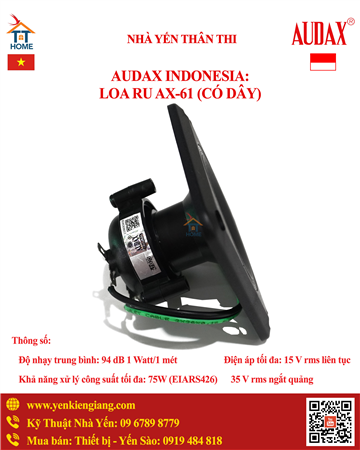 TT
HOME
NHÀ YẾN THÂN THI
AUDAX®
AUDAX INDONESIA:
LOA RU AX-61 (CÓ DÂY)
AUDAX
Thông số:
Độ nhạy trung bình: 94 dB 1 Watt/1 mét
Điện áp tối đa: 15 V rms liên tục
Khả năng xử lý công suất tối đa: 75W (EIARS426)
35 V rms ngắt quảng
www.yenkiengiang.com
Kỹ Thuật Nhà Yến: 09 6789 8779
Mua bán: Thiết bị - Yến Sào: 0919 484 818